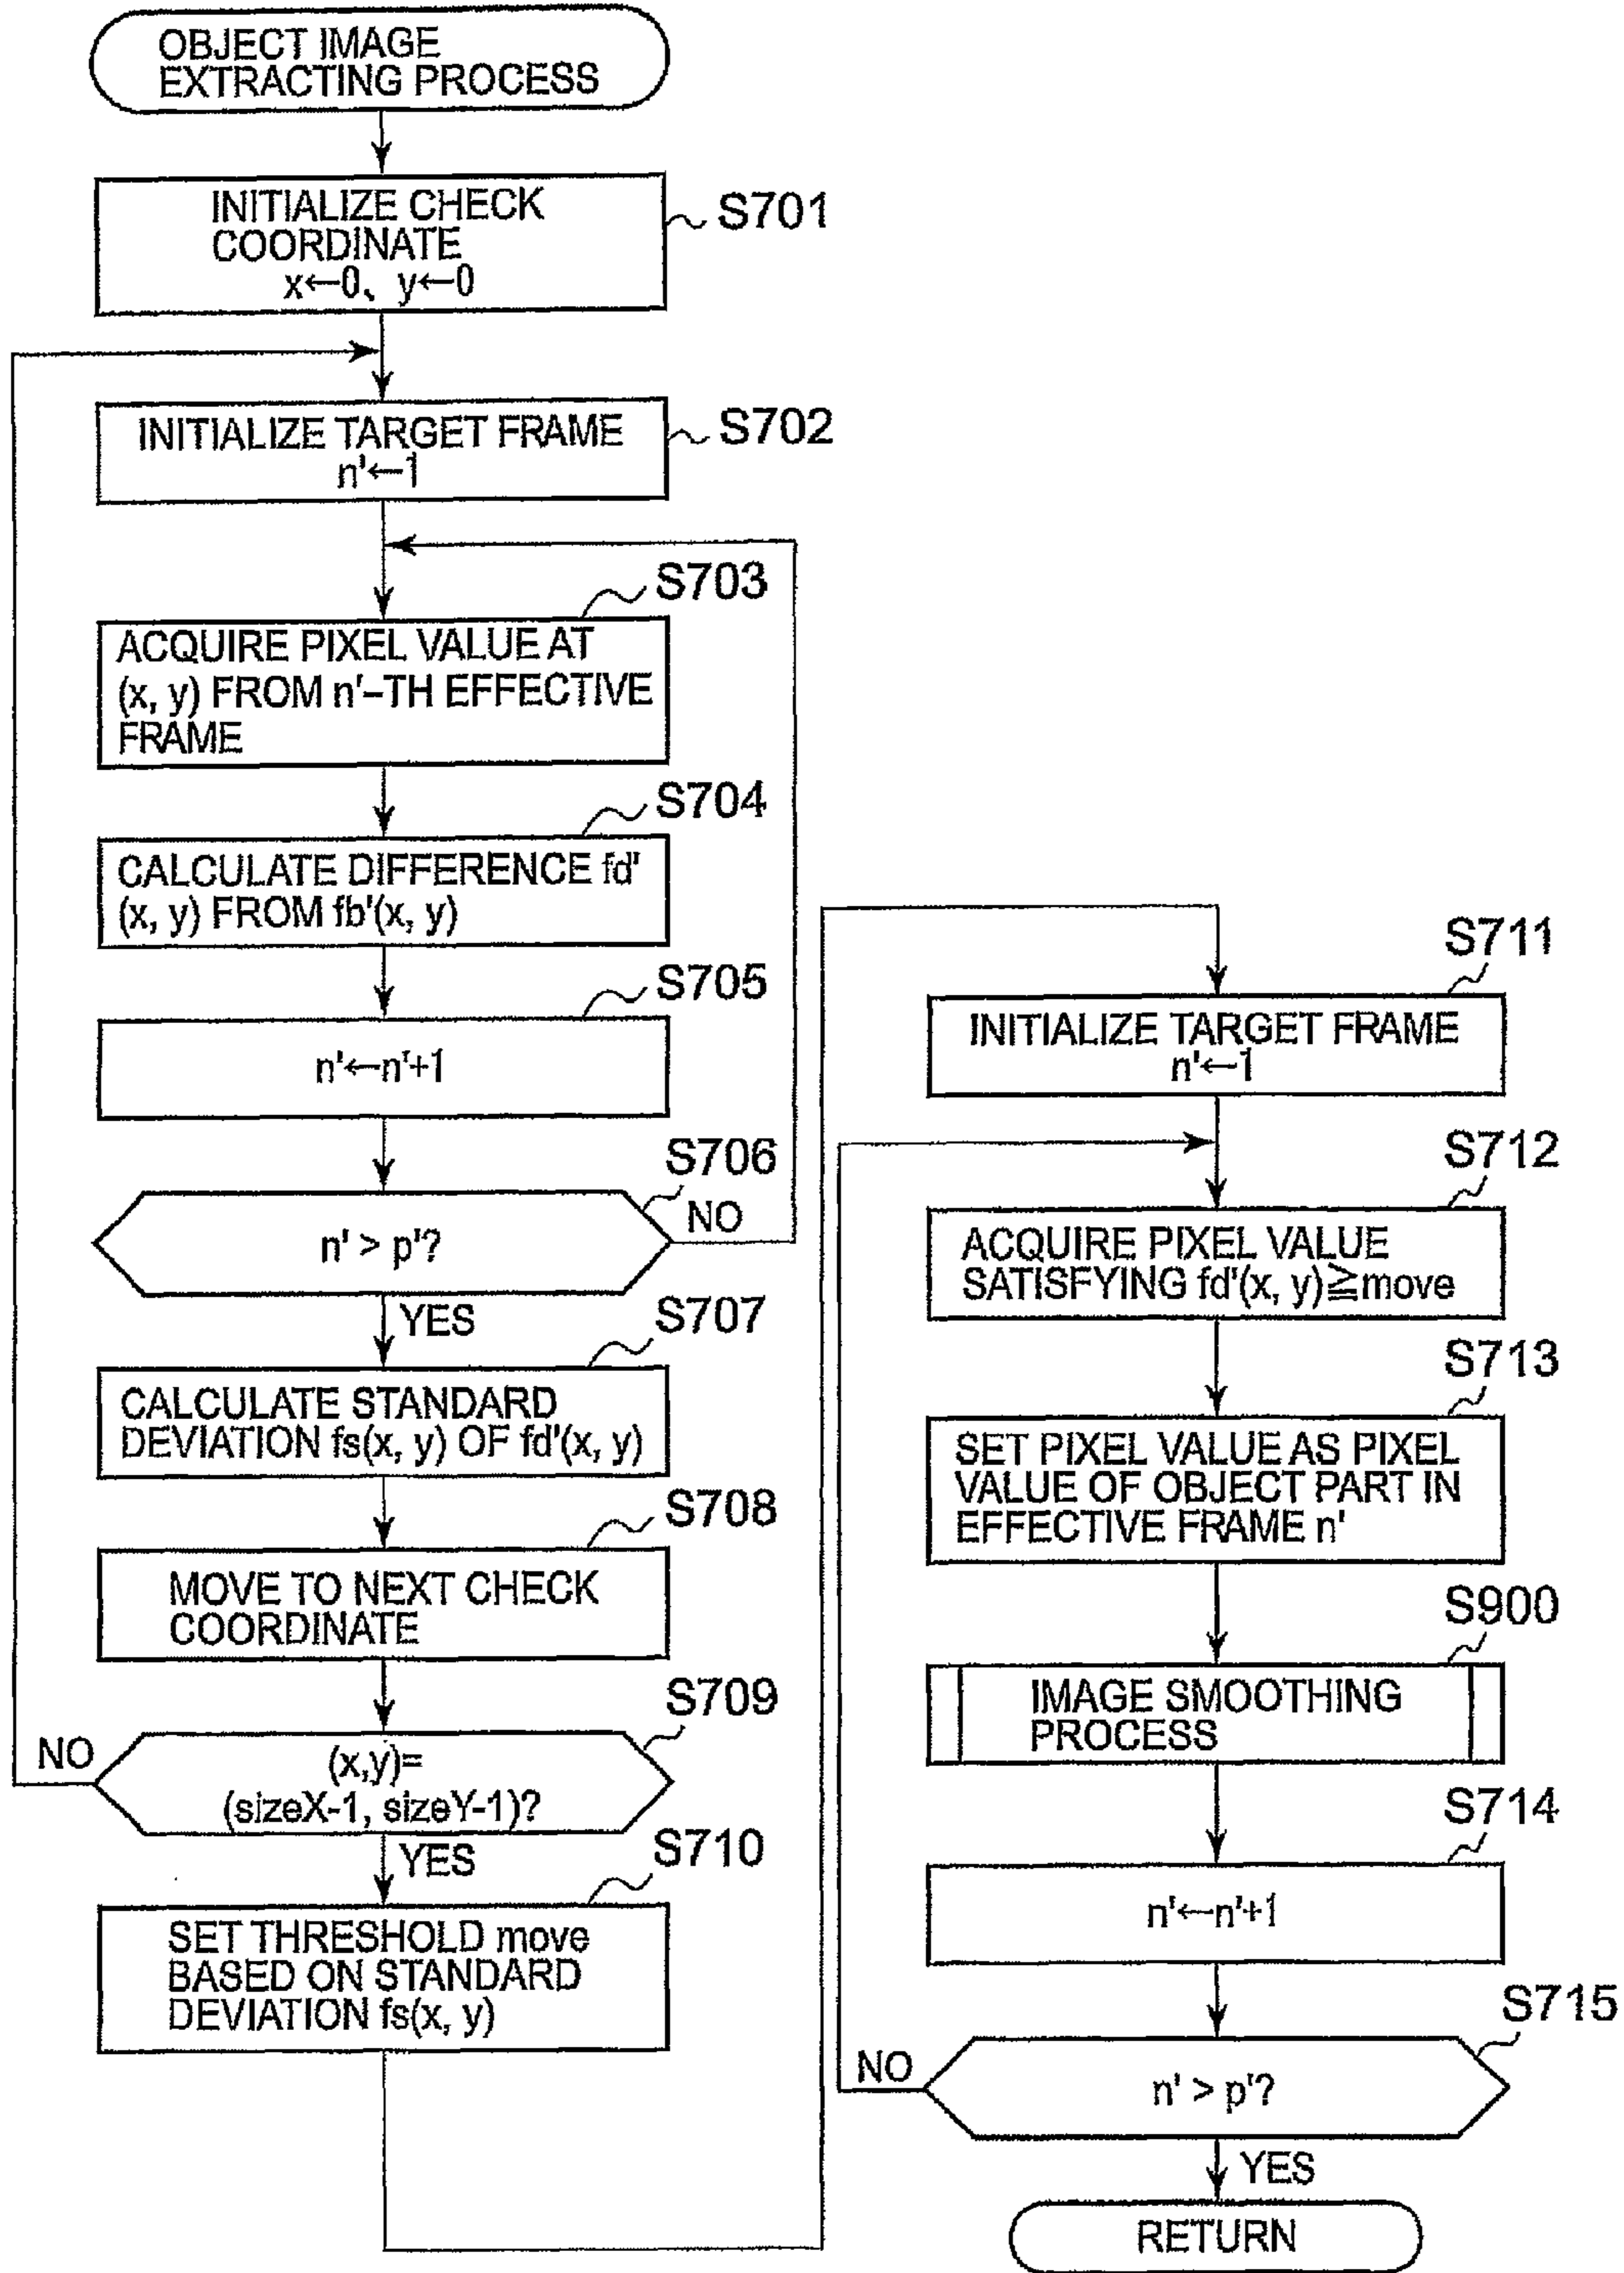 OBJECT IMAGE
EXTRACTING PROCESS
INITIALIZE CHECK
COORDINATE
x←0、y←0
S701
INITIALIZE TARGET FRAME
n'←1
S702
S703
ACQUIRE PIXEL VALUE AT
(x, y) FROM n'–TH EFFECTIVE
FRAME
S704
CALCULATE DIFFERENCE fd'
(x, y) FROM fb'(x, y)
S705
n'←n'+1
S706
n' > p'?
NO
YES
S707
CALCULATE STANDARD
DEVIATION fs(x, y) OF fd'(x, y)
S708
MOVE TO NEXT CHECK
COORDINATE
S709
NO
(x,y)=
(sizeX-1, sizeY-1)?
YES
S710
SET THRESHOLD move
BASED ON STANDARD
DEVIATION fs(x, y)
S711
INITIALIZE TARGET FRAME
n'←1
S712
ACQUIRE PIXEL VALUE
SATISFYING fd'(x, y)≧move
S713
SET PIXEL VALUE AS PIXEL
VALUE OF OBJECT PART IN
EFFECTIVE FRAME n'
S900
IMAGE SMOOTHING
PROCESS
S714
n'←n'+1
S715
NO
n' > p'?
YES
RETURN